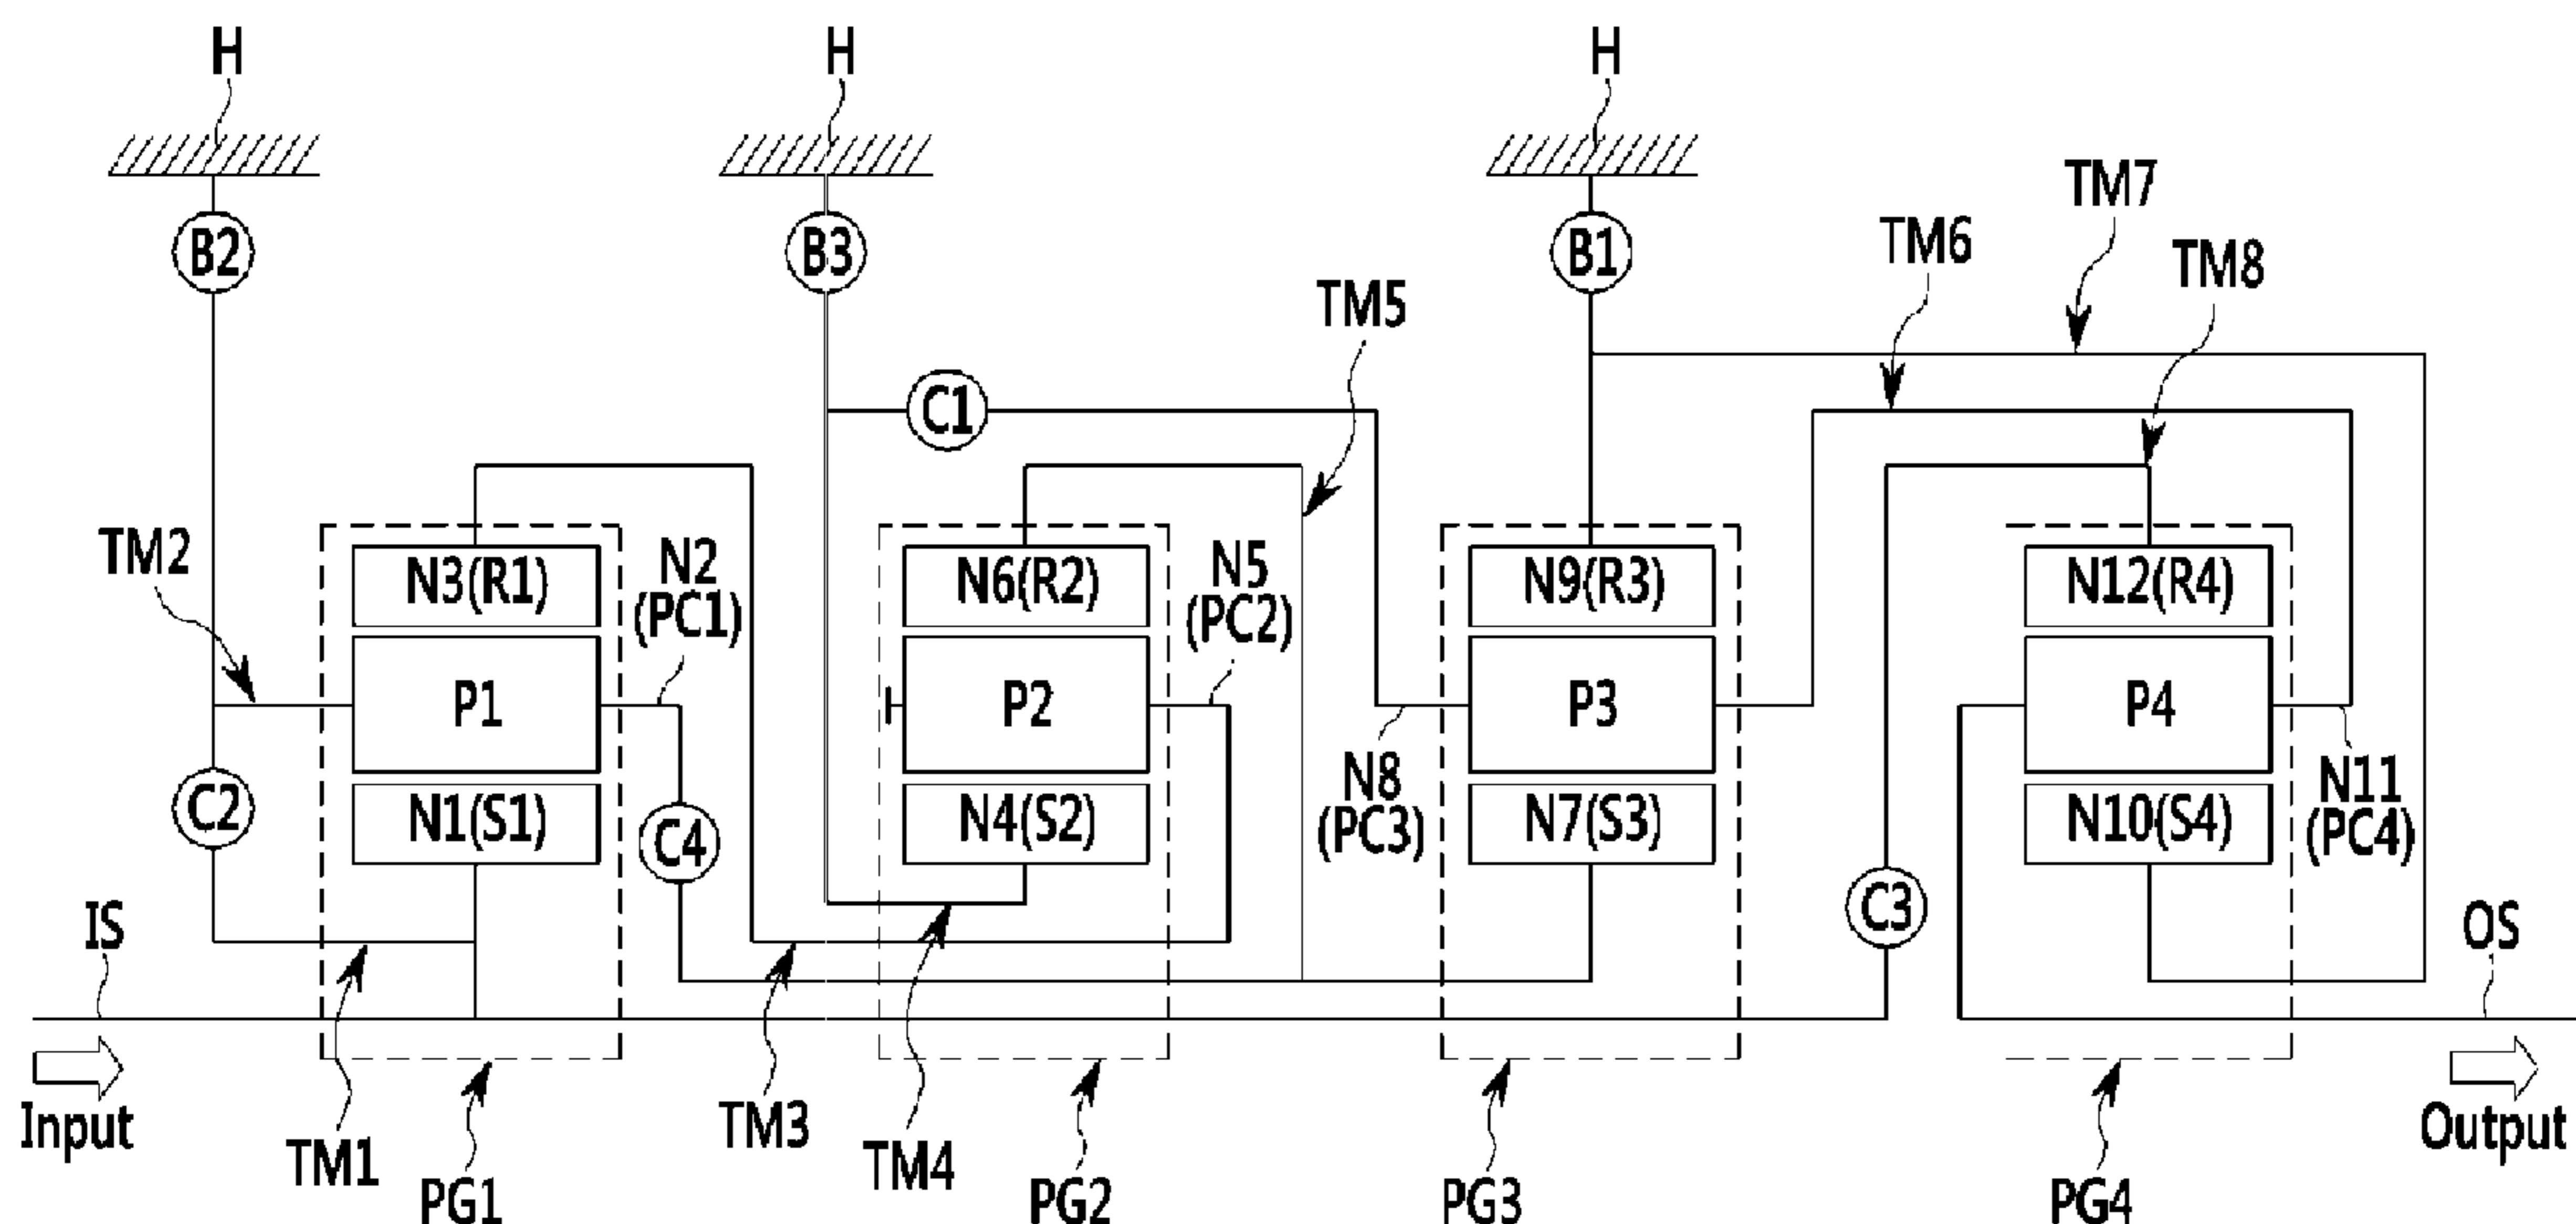 H
H
H
B2
B3
B1
TM7
TM6
TM8
TM5
C1
TM2
N3(R1)
N2
(PC1)
N6(R2)
N5
(PC2)
N9(R3)
N12(R4)
P1
P2
P3
P4
C2
N1(S1)
C4
N4(S2)
N8
(PC3)
N7(S3)
C3
N10(S4)
N11
(PC4)
IS
OS
Input
TM1
PG1
TM3
TM4
PG2
PG3
PG4
Output